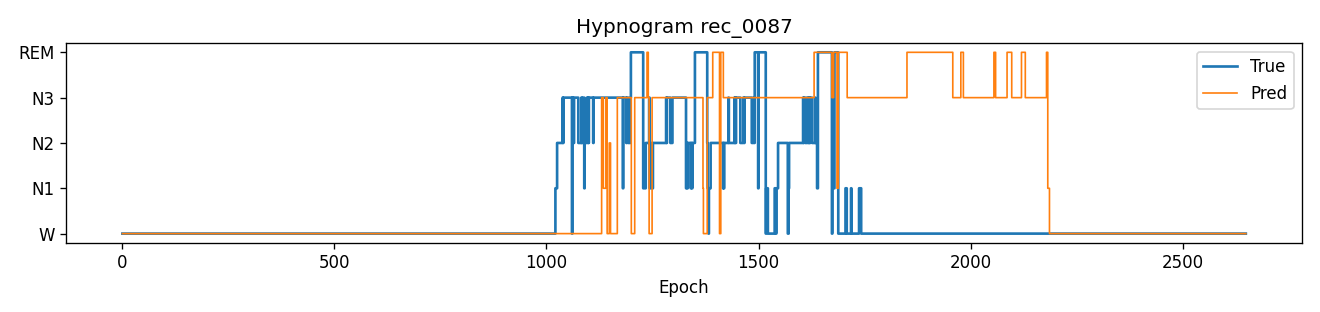 Hypnogram rec_0087
REM
N3
N2
N1
W
True
Pred
0
500
1000
1500
2000
2500
Epoch